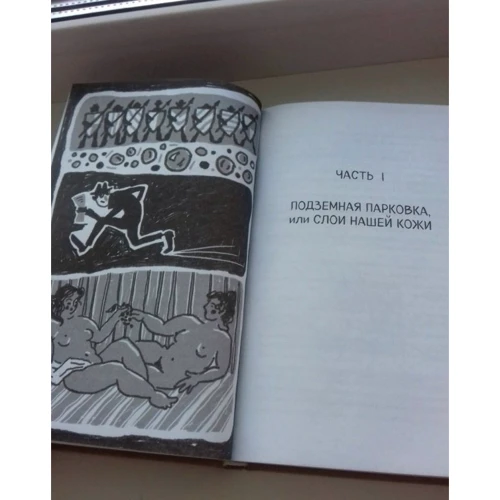 ЧАСТЬ I
ПОДЗЕМНАЯ ПАРКОВКА,
или СЛОИ НАШЕЙ КОЖИ